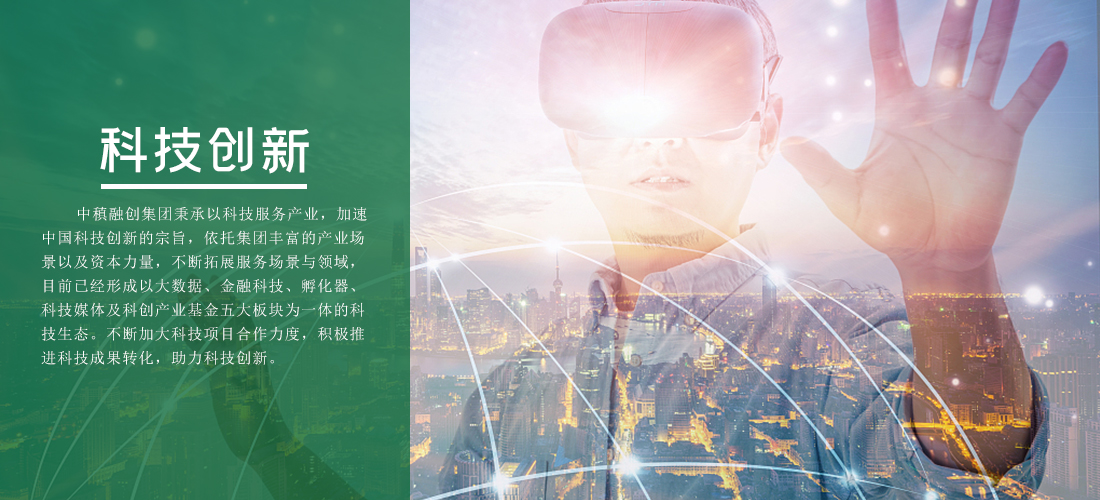 科技创新
中稹融创集团秉承以科技服务产业，加速
中国科技创新的宗旨，依托集团丰富的产业场
景以及资本力量，不断拓展服务场景与领域，
目前已经形成以大数据、金融科技、孵化器、
科技媒体及科创产业基金五大板块为一体的科
技生态。不断加大科技项目合作力度，积极推
进科技成果转化，助力科技创新。